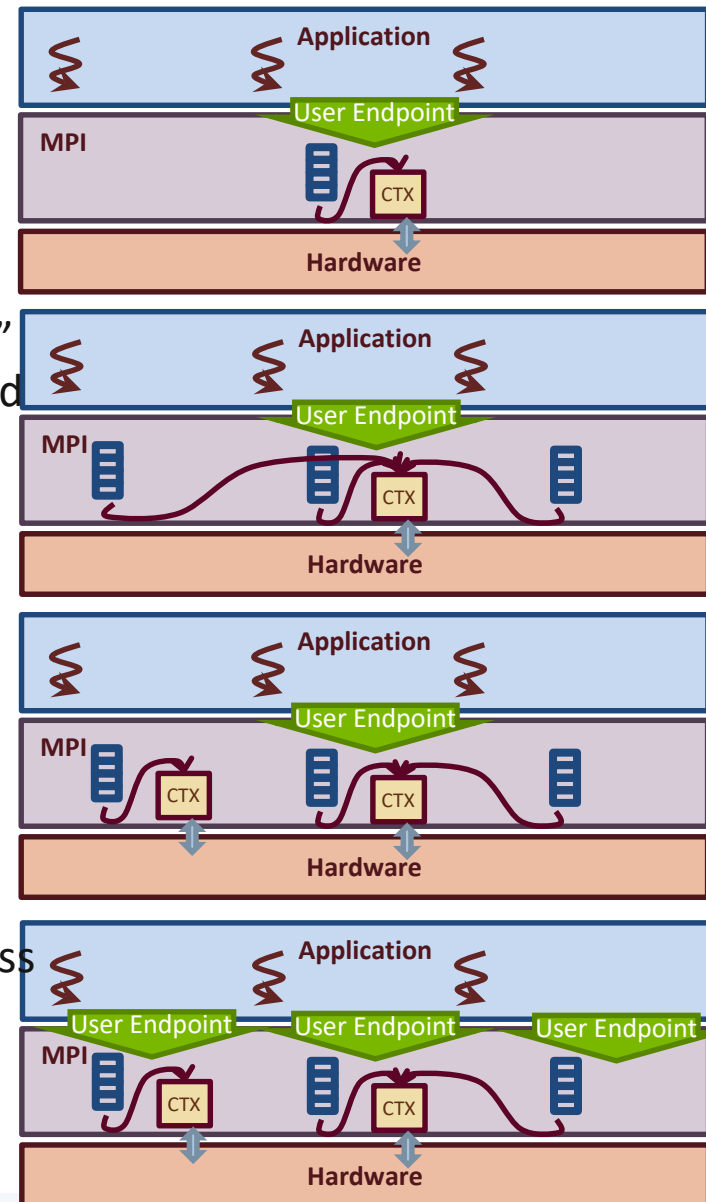 Application
User Endpoint
MPI
CTX
Hardware
”
Application
d
User Endpoint
MPI
CTX
Hardware
Application
User Endpoint
MPI
CTX CTX
Hardware
Application
ss
User Endpoint User Endpoint User Endpoint
MPI
CTX CTX
Hardware